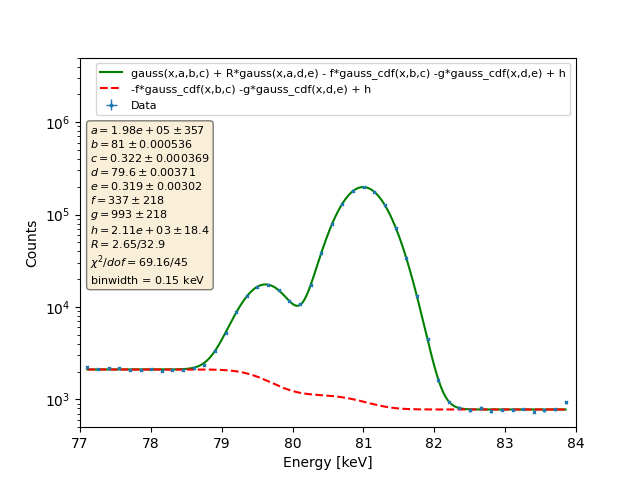 gauss(x,a,b,c) + R*gauss(x,a,d,e) - f*gauss_cdf(x,b,c) -g*gauss_cdf(x,d,e) + h
-f*gauss_cdf(x,b,c) -g*gauss_cdf(x,d,e) + h
Data
a = 1.98e + 05 ± 357
b = 81 ± 0.000536
c = 0.322 ± 0.000369
d = 79.6 ± 0.00371
e = 0.319 ± 0.00302
f = 337 ± 218
g = 993 ± 218
h = 2.11e + 03 ± 18.4
R = 2.65/32.9
χ²/dof = 69.16/45
binwidth = 0.15 keV
Counts
10⁶
10⁵
10⁴
10³
77 78 79 80 81 82 83 84
Energy [keV]